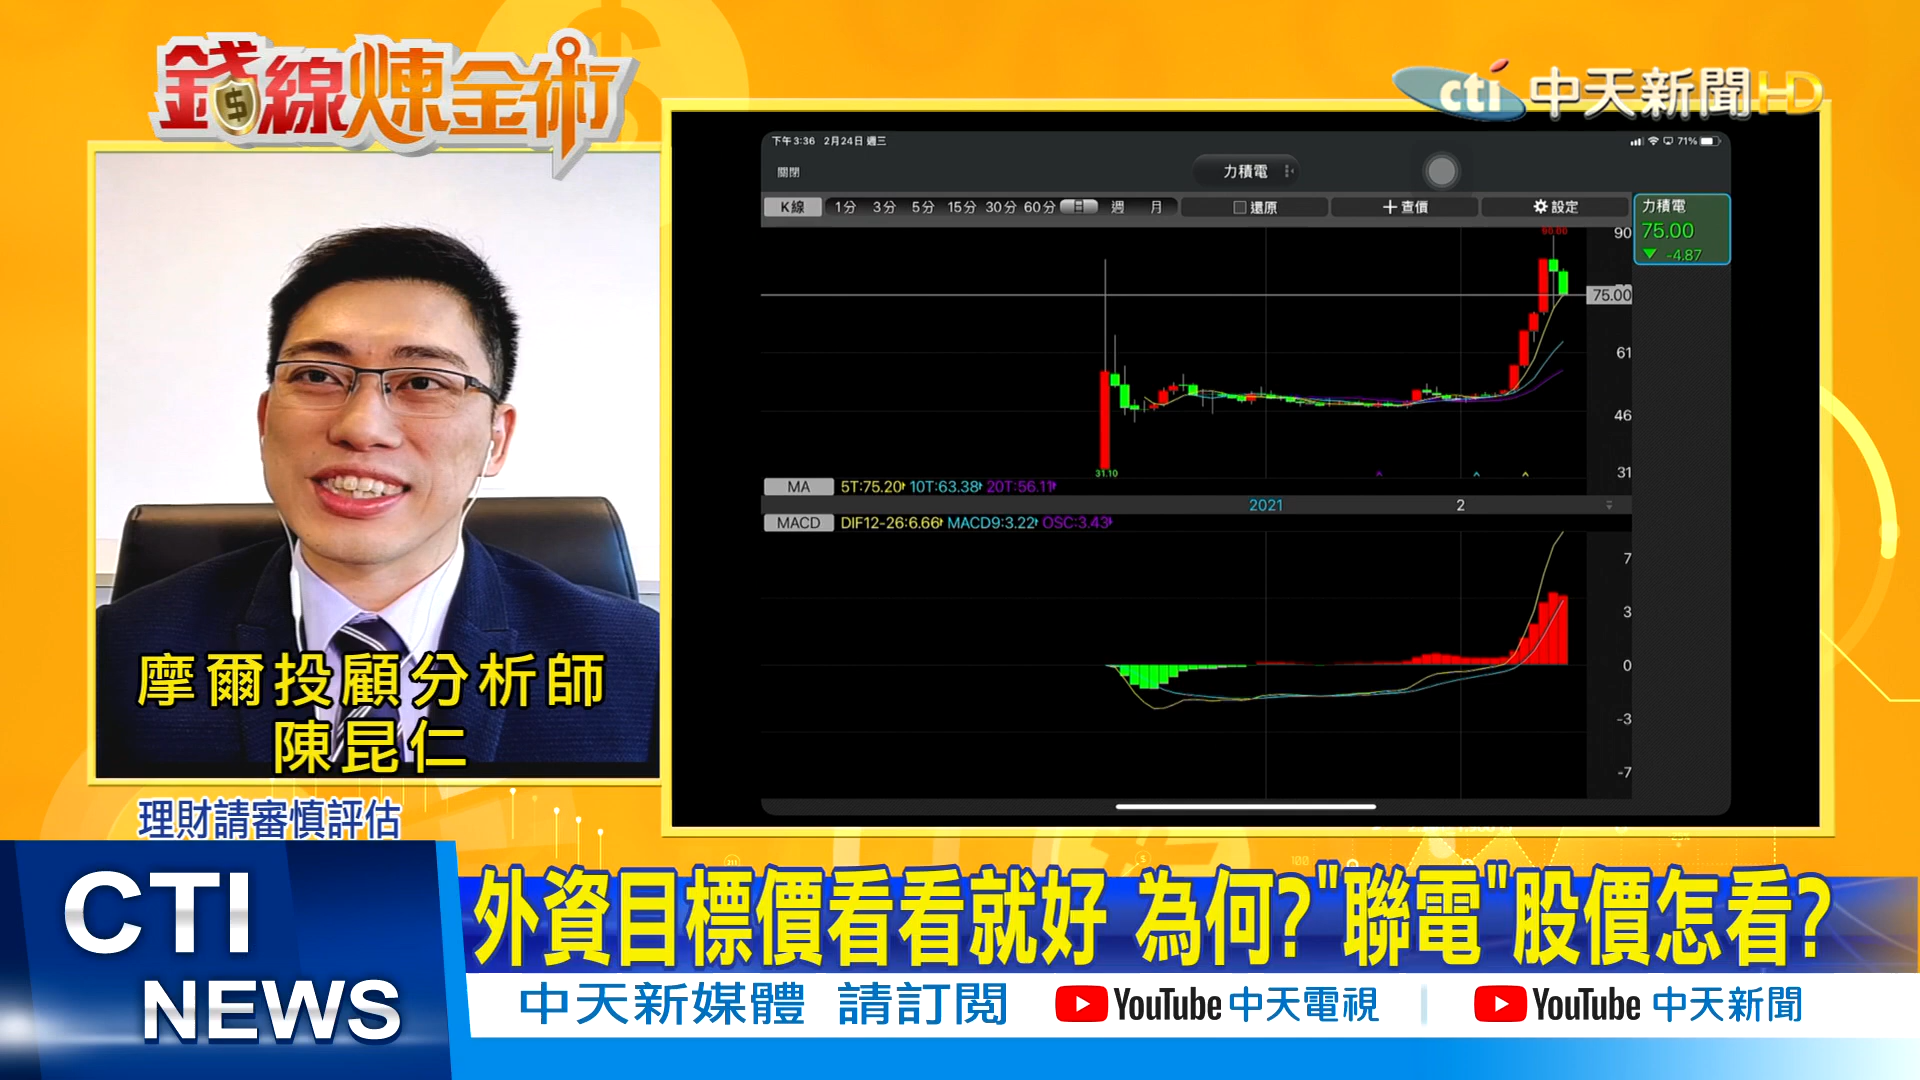 錢線煉金術
cti 中天新聞HD
下午3:36 2月24日 週三
71%
關閉
力積電
K線 1分 3分 5分 15分 30分 60分 日 週 月 還原 查價 設定
力積電
75.00
▼ -4.87
90.00
90
75.00
61
46
31
31.10
MA 5T:75.20 10T:63.38 20T:56.11
2021 2
MACD DIF12-26:6.66 MACD9:3.22 OSC:3.43
7
3
0
-3
-7
摩爾投顧分析師
陳昆仁
理財請審慎評估
CTI
NEWS
外資目標價看看就好 為何?"聯電"股價怎看?
中天新媒體 請訂閱 YouTube 中天電視 | YouTube 中天新聞